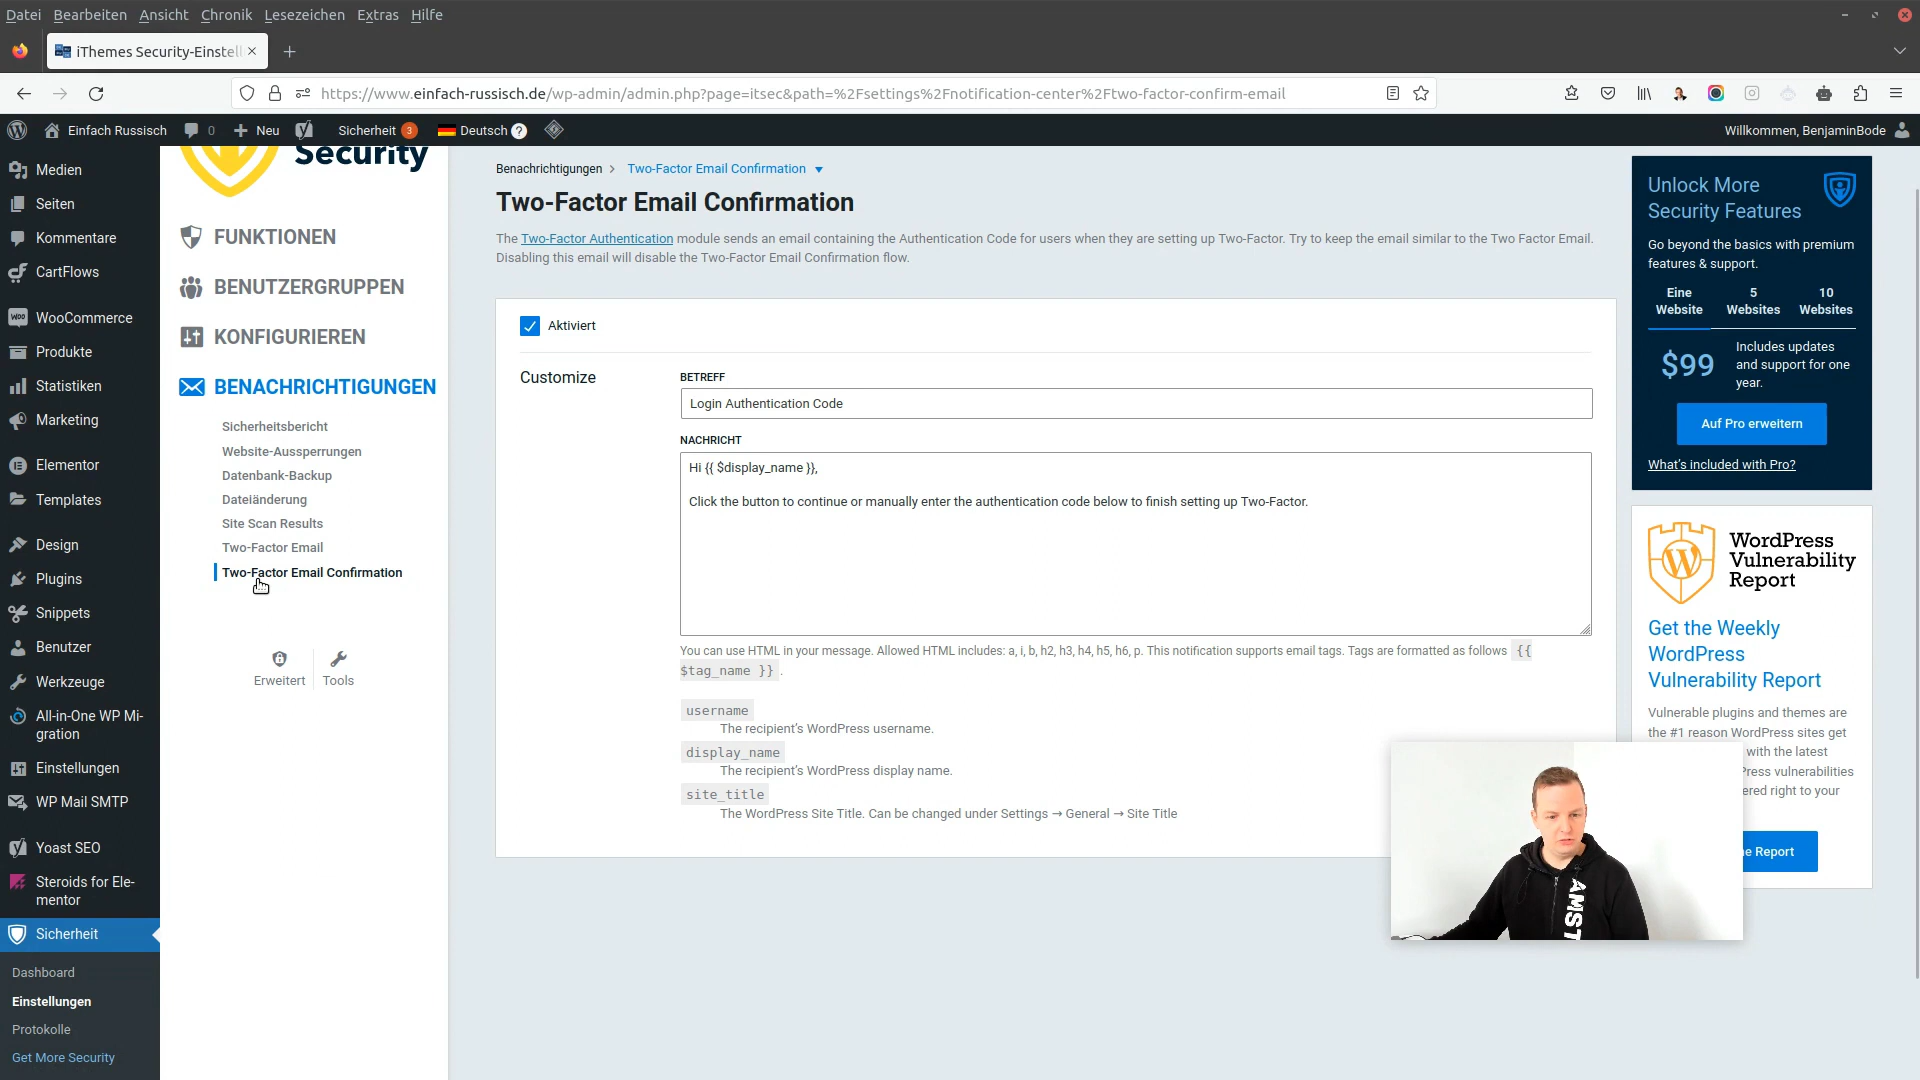 Datei Bearbeiten Ansicht Chronik Lesezeichen Extras Hilfe
iThemes Security-Einstell
https://www.einfach-russisch.de/wp-admin/admin.php?page=itsec&path=%2Fsettings%2Fnotification-center%2Ftwo-factor-confirm-email
Einfach Russisch 0 Neu Sicherheit 3 Deutsch ? Willkommen, BenjaminBode
Medien
Seiten
Kommentare
CartFlows
WooCommerce
Produkte
Statistiken
Marketing
Elementor
Templates
Design
Plugins
Snippets
Benutzer
Werkzeuge
All-in-One WP Mi-
gration
Einstellungen
WP Mail SMTP
Yoast SEO
Steroids for Ele-
mentor
Sicherheit
Dashboard
Einstellungen
Protokolle
Get More Security
Security
FUNKTIONEN
BENUTZERGRUPPEN
KONFIGURIEREN
BENACHRICHTIGUNGEN
Sicherheitsbericht
Website-Aussperrungen
Datenbank-Backup
Dateiänderung
Site Scan Results
Two-Factor Email
Two-Factor Email Confirmation
Erweitert Tools
Benachrichtigungen > Two-Factor Email Confirmation
Two-Factor Email Confirmation
The Two-Factor Authentication module sends an email containing the Authentication Code for users when they are setting up Two-Factor. Try to keep the email similar to the Two Factor Email.
Disabling this email will disable the Two-Factor Email Confirmation flow.
Aktiviert
Customize
BETREFF
Login Authentication Code
NACHRICHT
Hi {{ $display_name }},
Click the button to continue or manually enter the authentication code below to finish setting up Two-Factor.
You can use HTML in your message. Allowed HTML includes: a, i, b, h2, h3, h4, h5, h6, p. This notification supports email tags. Tags are formatted as follows {{
$tag_name }} .
username
The recipient's WordPress username.
display_name
The recipient's WordPress display name.
site_title
The WordPress Site Title. Can be changed under Settings → General → Site Title
Unlock More
Security Features
Go beyond the basics with premium
features & support.
Eine
Website
5
Websites
10
Websites
$99
Includes updates
and support for one
year.
Auf Pro erweitern
What's included with Pro?
WordPress
Vulnerability
Report
Get the Weekly
WordPress
Vulnerability Report
Vulnerable plugins and themes are
the #1 reason WordPress sites get
with the latest
Press vulnerabilities
ered right to your
e Report
AMST